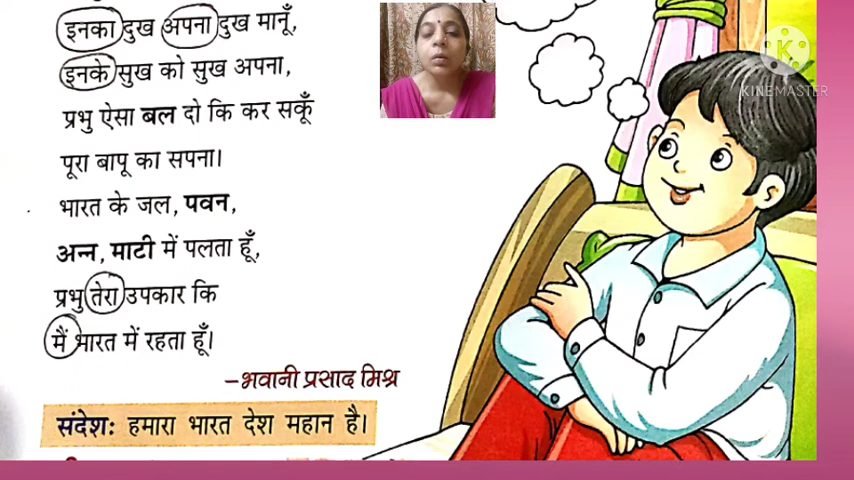 इनका दुख अपना दुख मानूँ,
इनके सुख को सुख अपना,
प्रभु ऐसा बल दो कि कर सकूँ
पूरा बापू का सपना।
भारत के जल, पवन,
अन्न, माटी में पलता हूँ,
प्रभु तेरा उपकार कि
मैं भारत में रहता हूँ।
–भवानी प्रसाद मिश्र
संदेश: हमारा भारत देश महान है।
K
KINEMASTER